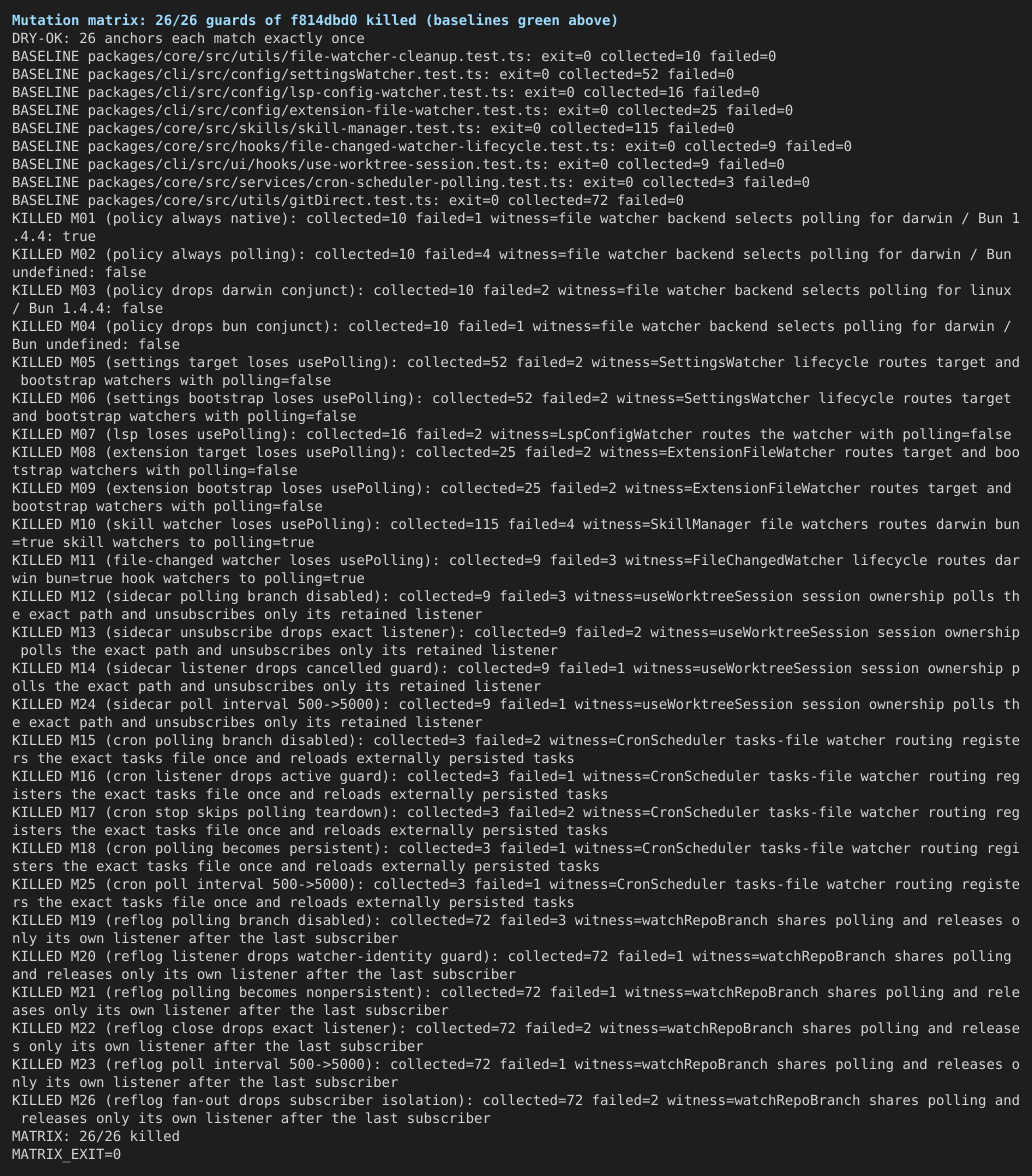 Mutation matrix: 26/26 guards of f814dbd0 killed (baselines green above)
DRY-OK: 26 anchors each match exactly once
BASELINE packages/core/src/utils/file-watcher-cleanup.test.ts: exit=0 collected=10 failed=0
BASELINE packages/cli/src/config/settingsWatcher.test.ts: exit=0 collected=52 failed=0
BASELINE packages/cli/src/config/lsp-config-watcher.test.ts: exit=0 collected=16 failed=0
BASELINE packages/cli/src/config/extension-file-watcher.test.ts: exit=0 collected=25 failed=0
BASELINE packages/core/src/skills/skill-manager.test.ts: exit=0 collected=115 failed=0
BASELINE packages/core/src/hooks/file-changed-watcher-lifecycle.test.ts: exit=0 collected=9 failed=0
BASELINE packages/cli/src/ui/hooks/use-worktree-session.test.ts: exit=0 collected=9 failed=0
BASELINE packages/core/src/services/cron-scheduler-polling.test.ts: exit=0 collected=3 failed=0
BASELINE packages/core/src/utils/gitDirect.test.ts: exit=0 collected=72 failed=0
KILLED M01 (policy always native): collected=10 failed=1 witness=file watcher backend selects polling for darwin / Bun 1
.4.4: true
KILLED M02 (policy always polling): collected=10 failed=4 witness=file watcher backend selects polling for darwin / Bun
undefined: false
KILLED M03 (policy drops darwin conjunct): collected=10 failed=2 witness=file watcher backend selects polling for linux
/ Bun 1.4.4: false
KILLED M04 (policy drops bun conjunct): collected=10 failed=1 witness=file watcher backend selects polling for darwin /
Bun undefined: false
KILLED M05 (settings target loses usePolling): collected=52 failed=2 witness=SettingsWatcher lifecycle routes target and
bootstrap watchers with polling=false
KILLED M06 (settings bootstrap loses usePolling): collected=52 failed=2 witness=SettingsWatcher lifecycle routes target
and bootstrap watchers with polling=false
KILLED M07 (lsp loses usePolling): collected=16 failed=2 witness=LspConfigWatcher routes the watcher with polling=false
KILLED M08 (extension target loses usePolling): collected=25 failed=2 witness=ExtensionFileWatcher routes target and boo
tstrap watchers with polling=false
KILLED M09 (extension bootstrap loses usePolling): collected=25 failed=2 witness=ExtensionFileWatcher routes target and
bootstrap watchers with polling=false
KILLED M10 (skill watcher loses usePolling): collected=115 failed=4 witness=SkillManager file watchers routes darwin bun
=true skill watchers to polling=true
KILLED M11 (file-changed watcher loses usePolling): collected=9 failed=3 witness=FileChangedWatcher lifecycle routes dar
win bun=true hook watchers to polling=true
KILLED M12 (sidecar polling branch disabled): collected=9 failed=3 witness=useWorktreeSession session ownership polls th
e exact path and unsubscribes only its retained listener
KILLED M13 (sidecar unsubscribe drops exact listener): collected=9 failed=2 witness=useWorktreeSession session ownership
polls the exact path and unsubscribes only its retained listener
KILLED M14 (sidecar listener drops cancelled guard): collected=9 failed=1 witness=useWorktreeSession session ownership p
olls the exact path and unsubscribes only its retained listener
KILLED M24 (sidecar poll interval 500->5000): collected=9 failed=1 witness=useWorktreeSession session ownership polls th
e exact path and unsubscribes only its retained listener
KILLED M15 (cron polling branch disabled): collected=3 failed=2 witness=CronScheduler tasks-file watcher routing registe
rs the exact tasks file once and reloads externally persisted tasks
KILLED M16 (cron listener drops active guard): collected=3 failed=1 witness=CronScheduler tasks-file watcher routing reg
isters the exact tasks file once and reloads externally persisted tasks
KILLED M17 (cron stop skips polling teardown): collected=3 failed=2 witness=CronScheduler tasks-file watcher routing reg
isters the exact tasks file once and reloads externally persisted tasks
KILLED M18 (cron polling becomes persistent): collected=3 failed=1 witness=CronScheduler tasks-file watcher routing regi
sters the exact tasks file once and reloads externally persisted tasks
KILLED M25 (cron poll interval 500->5000): collected=3 failed=1 witness=CronScheduler tasks-file watcher routing registe
rs the exact tasks file once and reloads externally persisted tasks
KILLED M19 (reflog polling branch disabled): collected=72 failed=3 witness=watchRepoBranch shares polling and releases o
nly its own listener after the last subscriber
KILLED M20 (reflog listener drops watcher-identity guard): collected=72 failed=1 witness=watchRepoBranch shares polling
and releases only its own listener after the last subscriber
KILLED M21 (reflog polling becomes nonpersistent): collected=72 failed=1 witness=watchRepoBranch shares polling and rele
ases only its own listener after the last subscriber
KILLED M22 (reflog close drops exact listener): collected=72 failed=2 witness=watchRepoBranch shares polling and release
s only its own listener after the last subscriber
KILLED M23 (reflog poll interval 500->5000): collected=72 failed=1 witness=watchRepoBranch shares polling and releases o
nly its own listener after the last subscriber
KILLED M26 (reflog fan-out drops subscriber isolation): collected=72 failed=2 witness=watchRepoBranch shares polling and
releases only its own listener after the last subscriber
MATRIX: 26/26 killed
MATRIX_EXIT=0